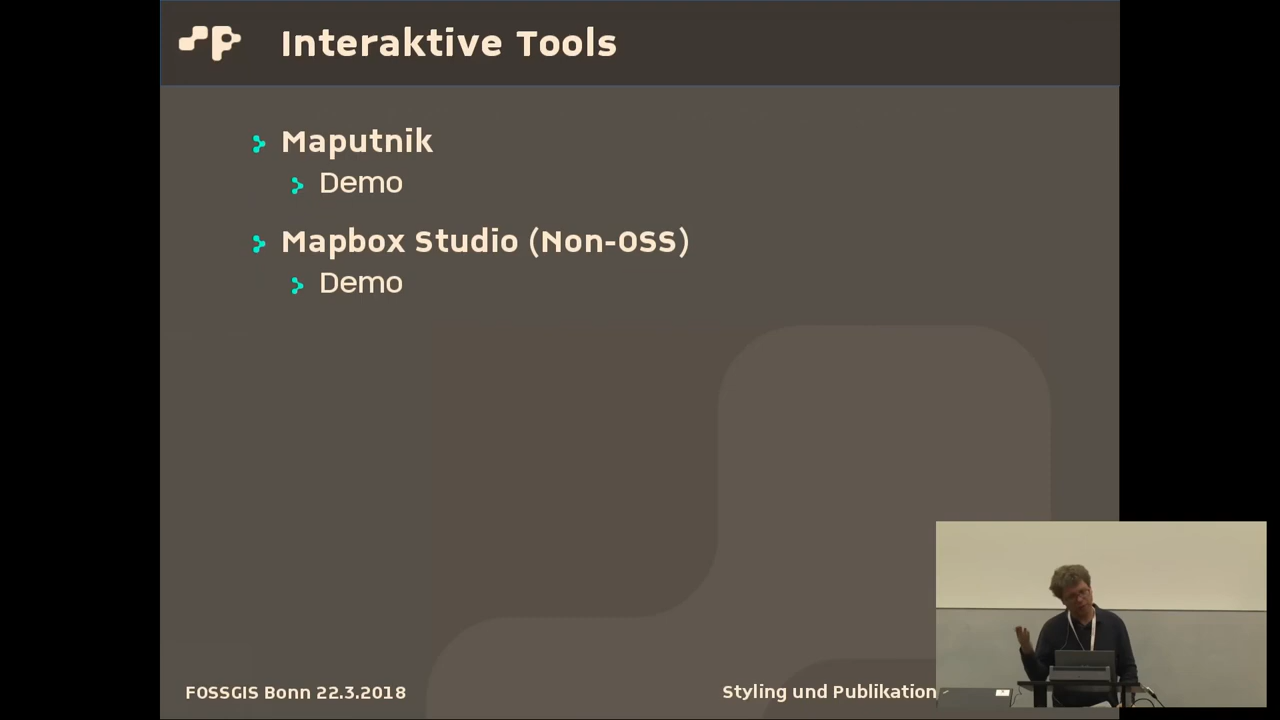 Interaktive Tools
Maputnik
Demo
Mapbox Studio (Non-OSS)
Demo
FOSSGIS Bonn 22.3.2018
Styling und Publikation